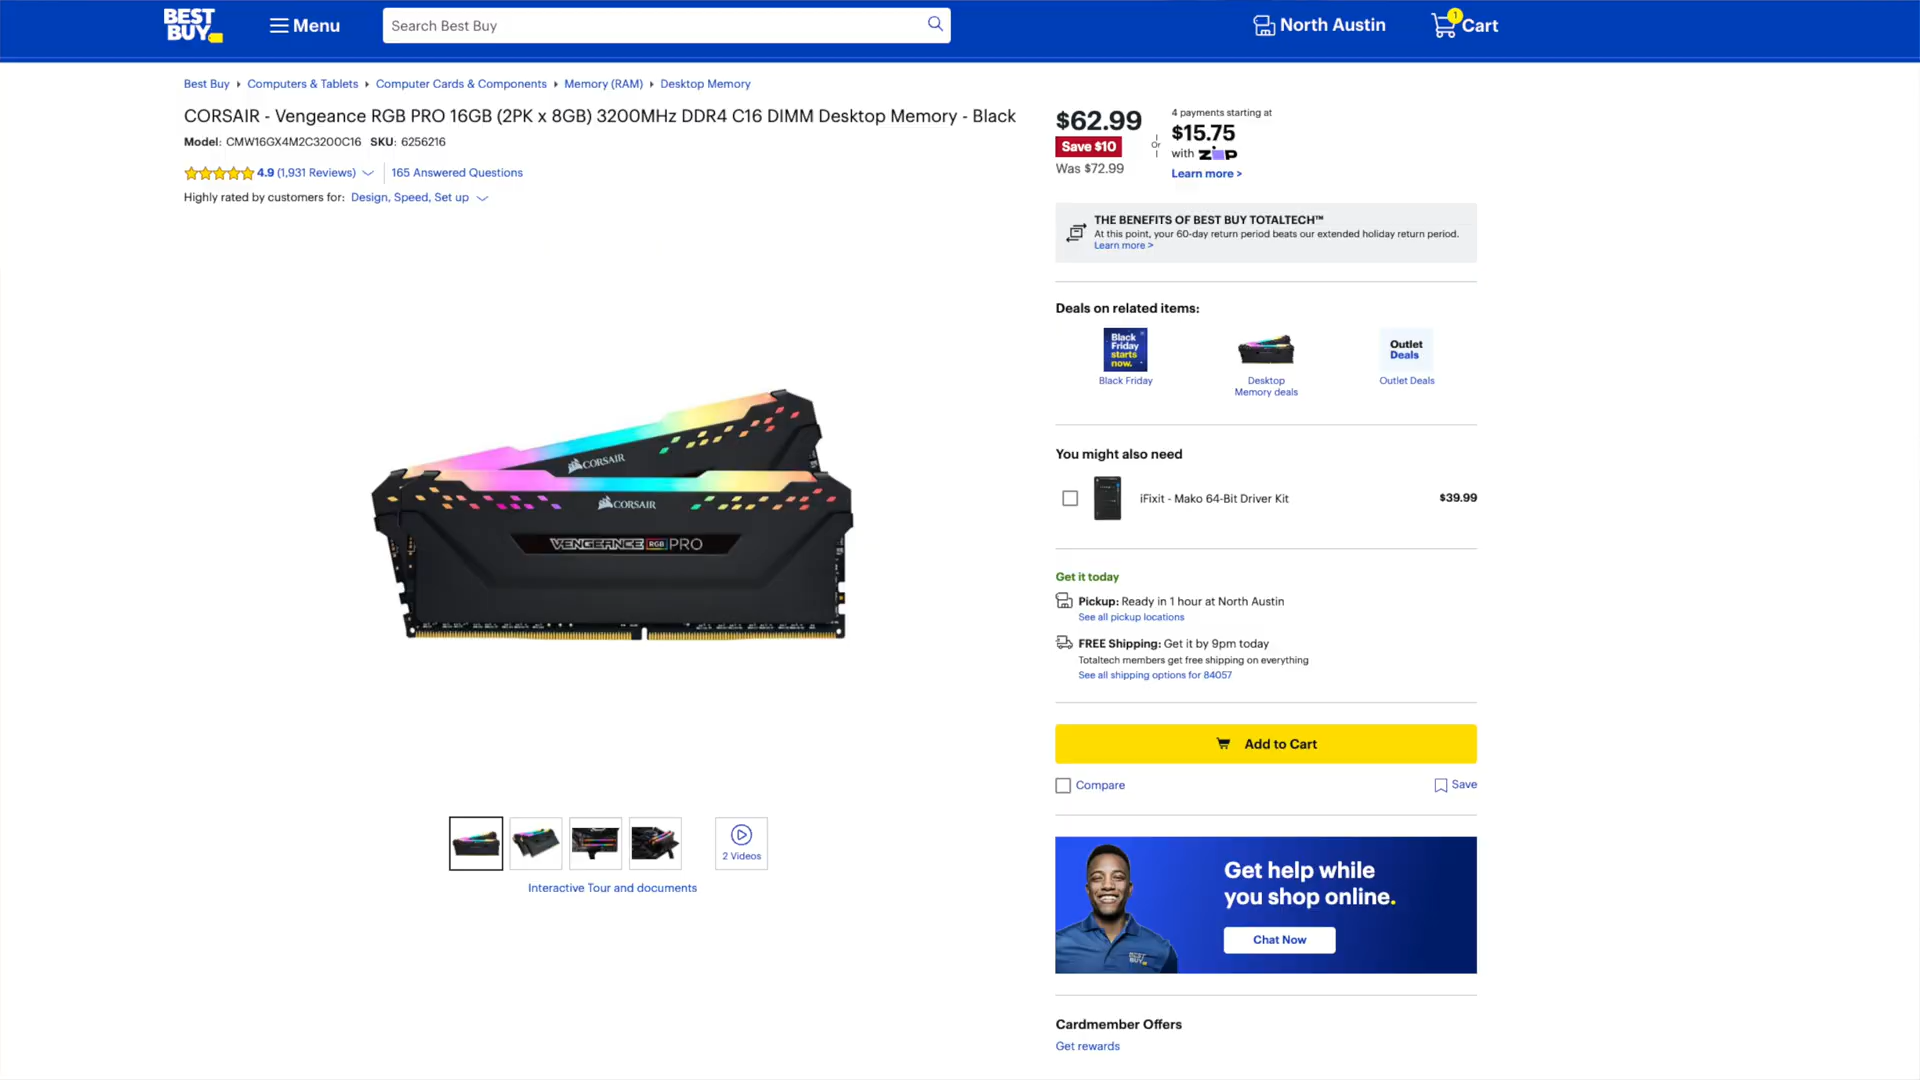 BEST
BUY
Menu
Search Best Buy
North Austin
1
Cart
Best Buy
Computers & Tablets
Computer Cards & Components
Memory (RAM)
Desktop Memory
CORSAIR - Vengeance RGB PRO 16GB (2PK x 8GB) 3200MHz DDR4 C16 DIMM Desktop Memory - Black
Model: CMW16GX4M2C3200C16 SKU: 6256216
4.9 (1,931 Reviews)
165 Answered Questions
Highly rated by customers for: Design, Speed, Set up
CORSAIR
CORSAIR
VENGEANCE RGB PRO
2 Videos
Interactive Tour and documents
$62.99
Save $10
Was $72.99
Or
4 payments starting at
$15.75
with ZIP
Learn more >
THE BENEFITS OF BEST BUY TOTALTECH™
At this point, your 60-day return period beats our extended holiday return period.
Learn more >
Deals on related items:
Black
Friday
starts
now.
Black Friday
Desktop
Memory deals
Outlet
Deals
Outlet Deals
You might also need
iFixit - Mako 64-Bit Driver Kit
$39.99
Get it today
Pickup: Ready in 1 hour at North Austin
See all pickup locations
FREE Shipping: Get it by 9pm today
Totaltech members get free shipping on everything
See all shipping options for 84057
Add to Cart
Compare
Save
Get help while
you shop online.
Chat Now
BEST
BUY
Cardmember Offers
Get rewards